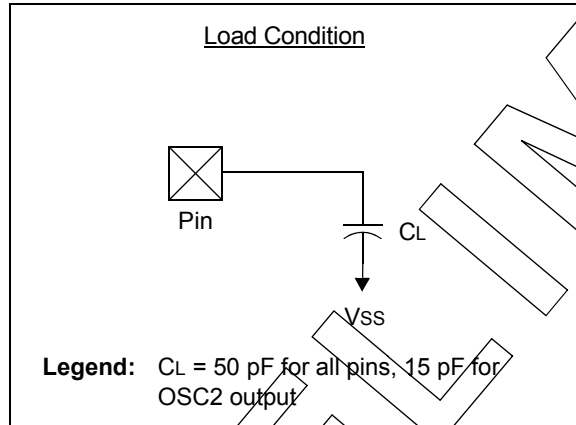 Load Condition
Pin
CL
VSS
Legend: CL = 50 pF for all pins, 15 pF for
OSC2 output